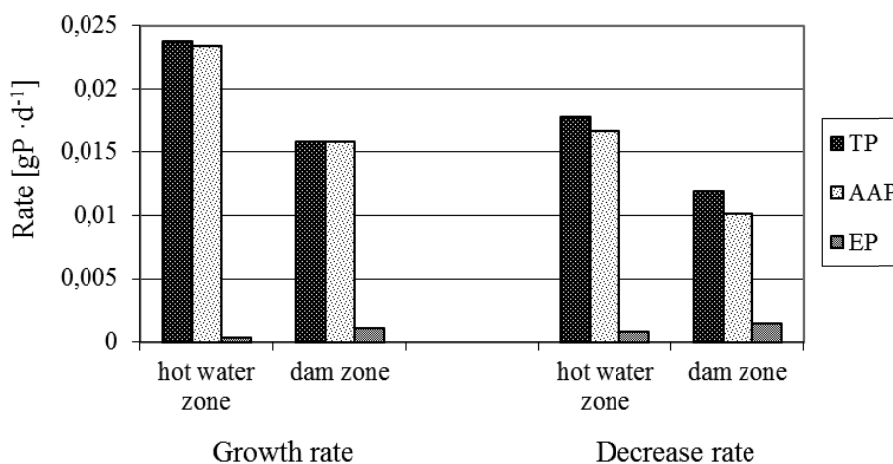 0,025
0,02
0,015
0,01
0,005
0
Rate [gP · d⁻¹]
hot water
zone
dam zone
hot water
zone
dam zone
Growth rate
Decrease rate
TP
AAP
EP